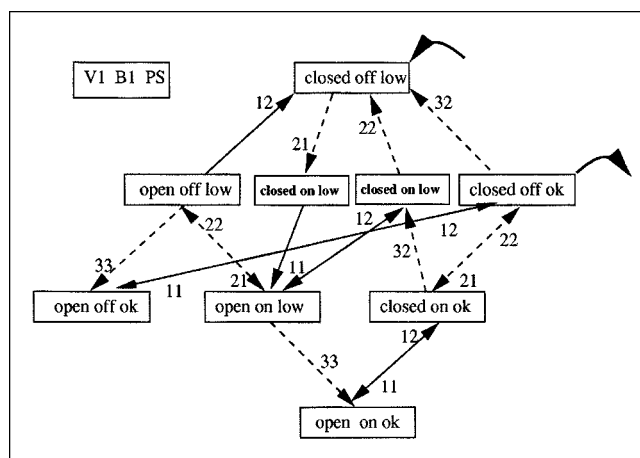 V1 B1 PS
closed off low
12
32
22
21
open off low
closed on low
closed on low
closed off ok
22
12
12
22
33
11
32
11
21
21
open off ok
open on low
closed on ok
12
33
11
open on ok